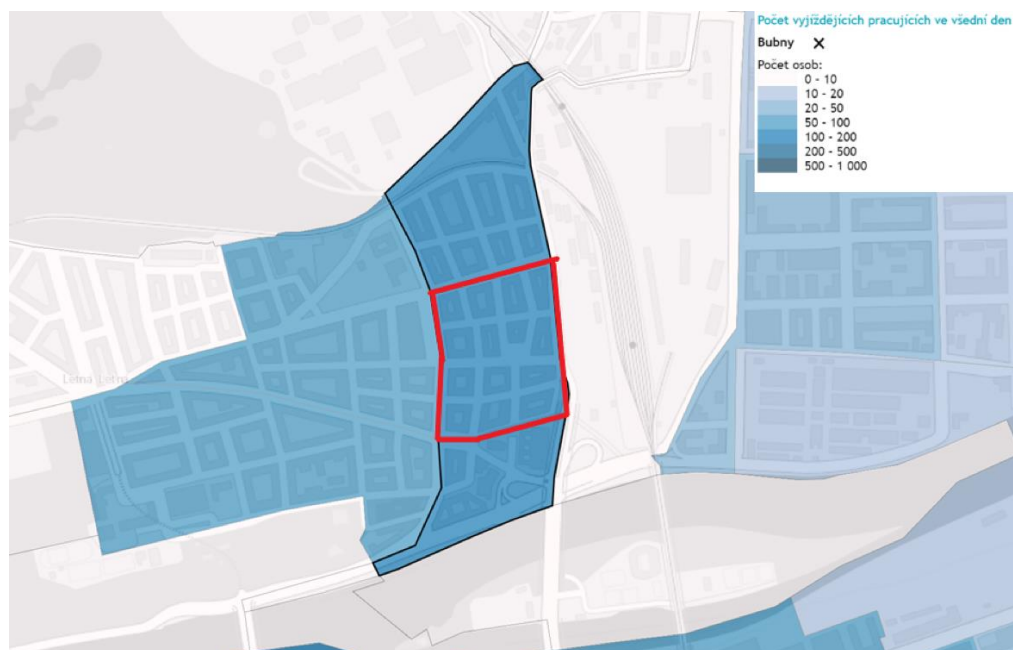 Počet vyjíždějících pracujících ve všední den
Bubny X
Počet osob:
0 - 10
10 - 20
20 - 50
50 - 100
100 - 200
200 - 500
500 - 1 000
Letná Letná